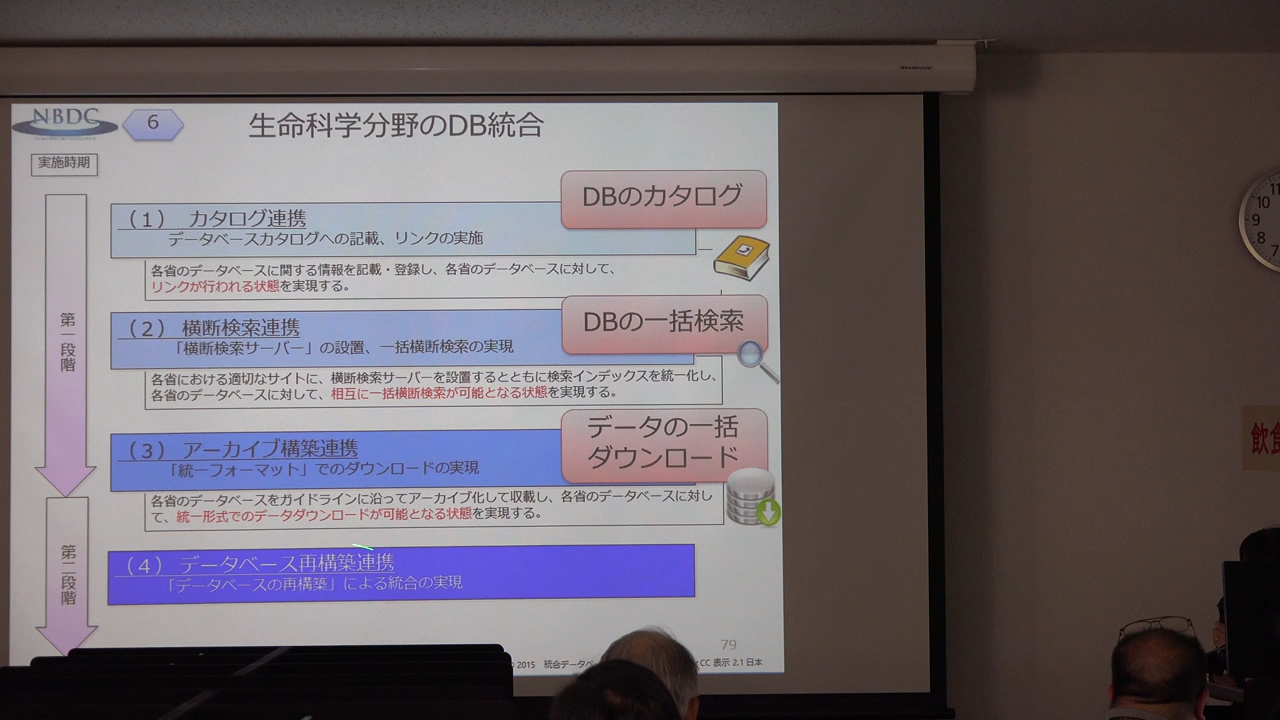 NBDC
6
生命科学分野のDB統合
実施時期
DBのカタログ
(1) カタログ連携
データベースカタログへの記載、リンクの実施
各省のデータベースに関する情報を記載・登録し、各省のデータベースに対して、
リンクが行われる状態を実現する。
第一段階
DBの一括検索
(2) 横断検索連携
「横断検索サーバー」の設置、一括横断検索の実現
各省における適切なサイトに、横断検索サーバーを設置するとともに検索インデックスを統一化し、
各省のデータベースに対して、相互に一括横断検索が可能となる状態を実現する。
データの一括
ダウンロード
(3) アーカイブ構築連携
「統一フォーマット」でのダウンロードの実現
各省のデータベースをガイドラインに沿ってアーカイブ化して収載し、各省のデータベースに対し
て、統一形式でのデータダウンロードが可能となる状態を実現する。
第二段階
(4) データベース再構築連携
「データベースの再構築」による統合の実現
79
2015 統合データベ
CC 表示 2.1 日本
11
10
9
8
7
飲食